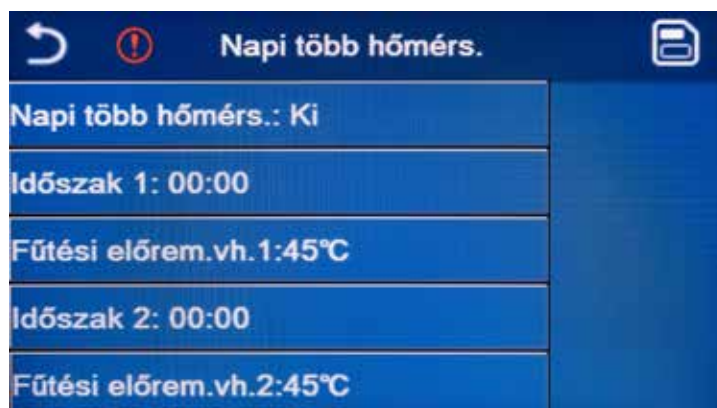 Napi több hőmérs.
Napi több hőmérs.: Ki
Időszak 1: 00:00
Fűtési előrem.vh.1:45℃
Időszak 2: 00:00
Fűtési előrem.vh.2:45℃